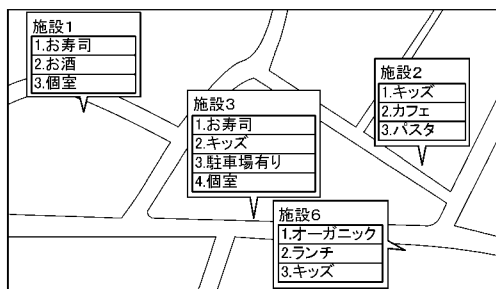 施設1
1.お寿司
2.お酒
3.個室
施設2
1.キッズ
2.カフェ
3.パスタ
施設3
1.お寿司
2.キッズ
3.駐車場有り
4.個室
施設6
1.オーガニック
2.ランチ
3.キッズ